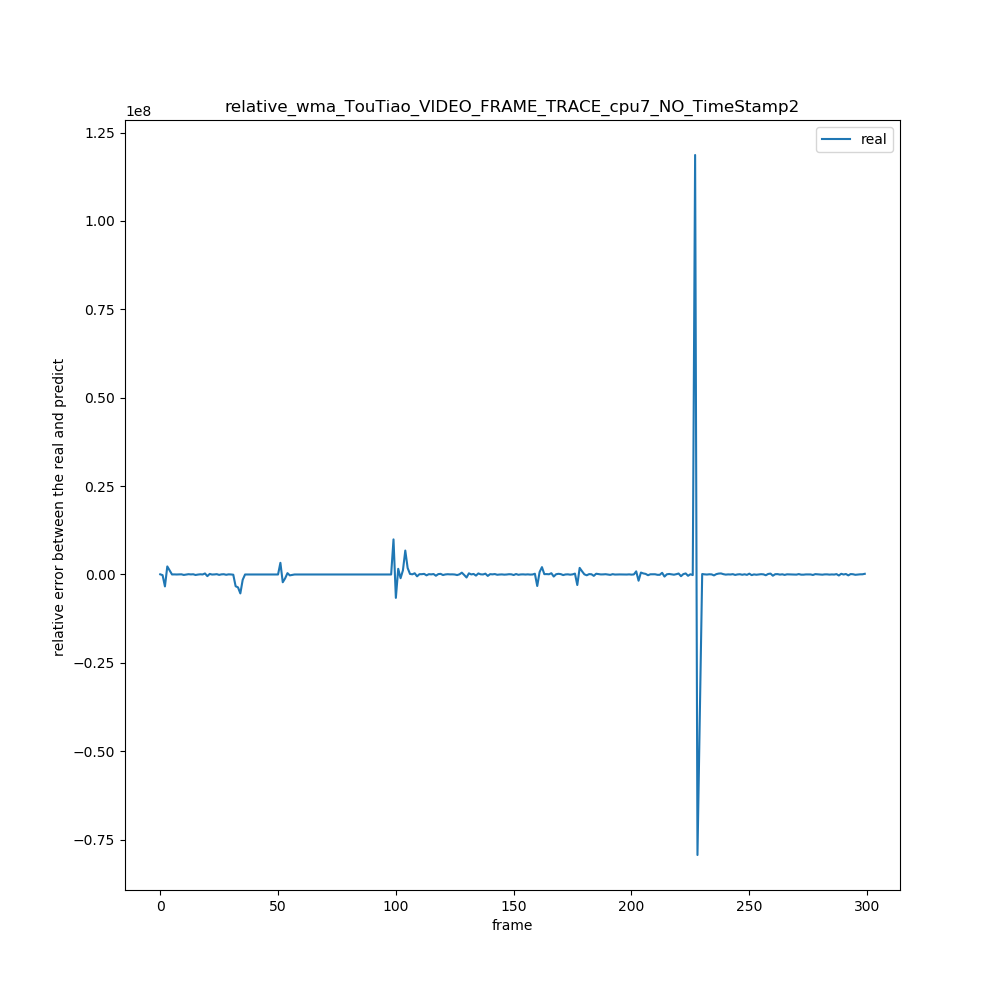 relative_wma_TouTiao_VIDEO_FRAME_TRACE_cpu7_NO_TimeStamp2
1e8
real
1.25
1.00
0.75
0.50
0.25
0.00
−0.25
−0.50
−0.75
relative error between the real and predict
0 50 100 150 200 250 300
frame